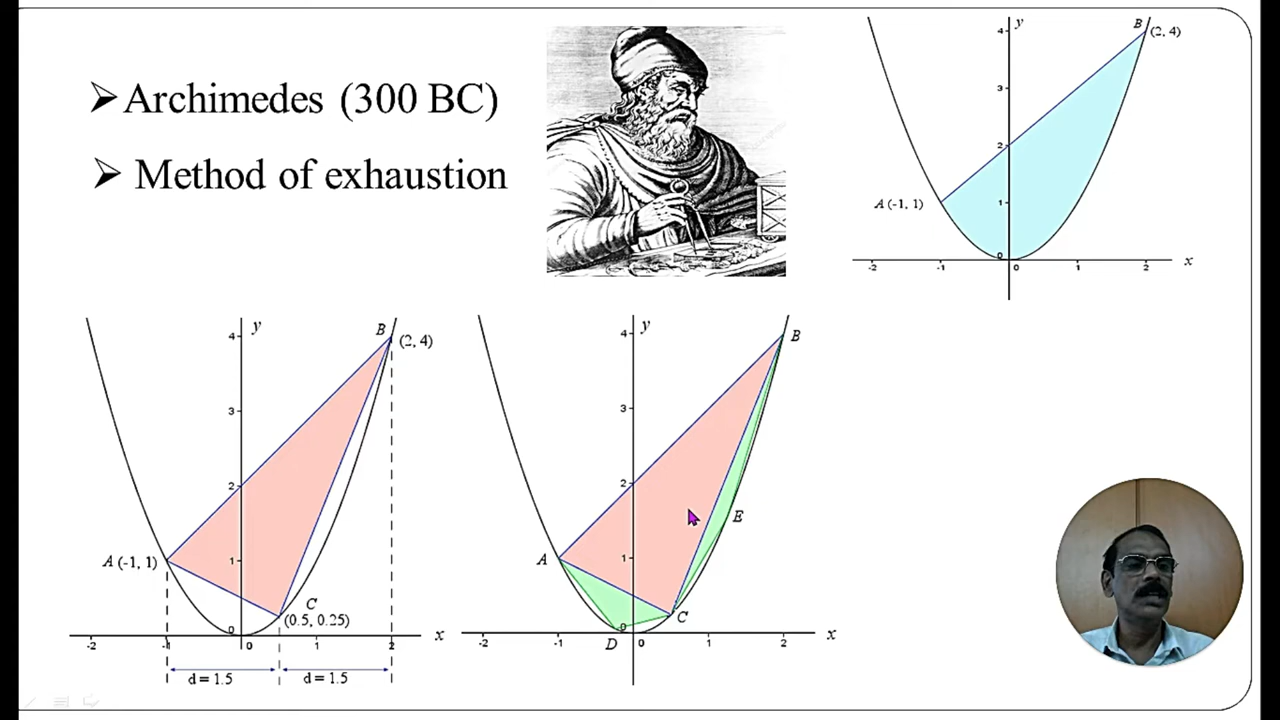 ➢Archimedes (300 BC)
➢ Method of exhaustion
y
B
(2, 4)
4
3
2
A (-1, 1)
1
0
-2 -1 0 1 2 x
y
B
(2, 4)
4
3
2
A (-1, 1)
1
C
(0.5, 0.25)
0
-2 -1 0 1 2 x
d = 1.5 d = 1.5
y
B
4
3
2
E
A
1
C
0
D
-2 -1 0 1 2 x